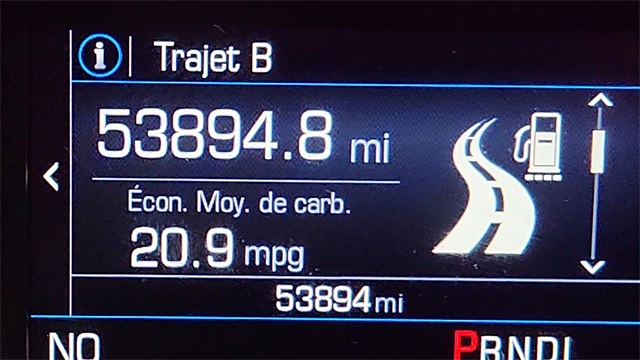 Trajet B
53894.8 mi
Écon. Moy. de carb.
20.9 mpg
53894 mi
NO
PRNDL